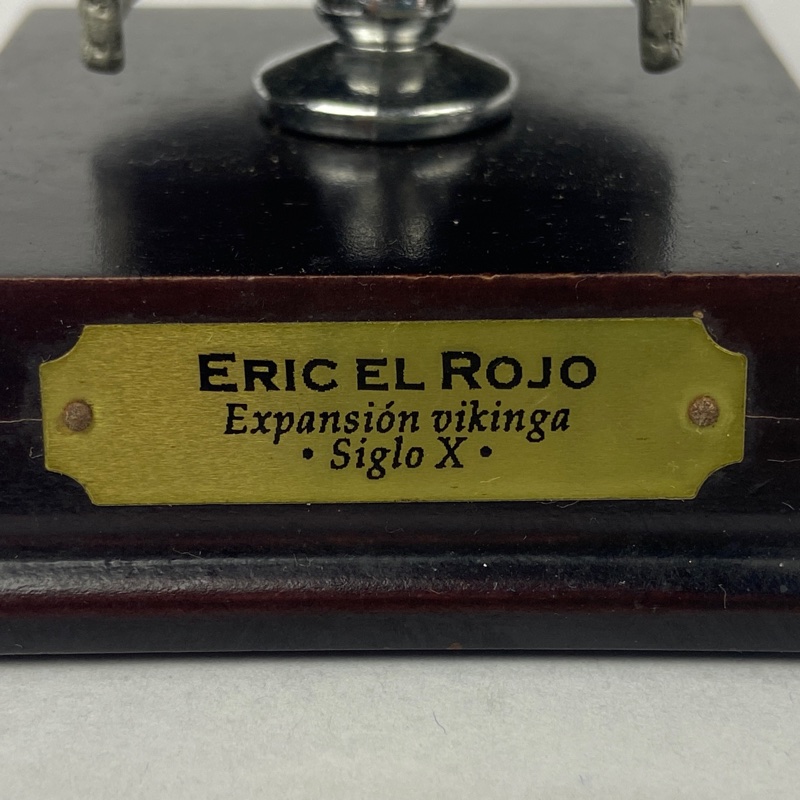 ERIC EL ROJO
Expansión vikinga
• Siglo X •